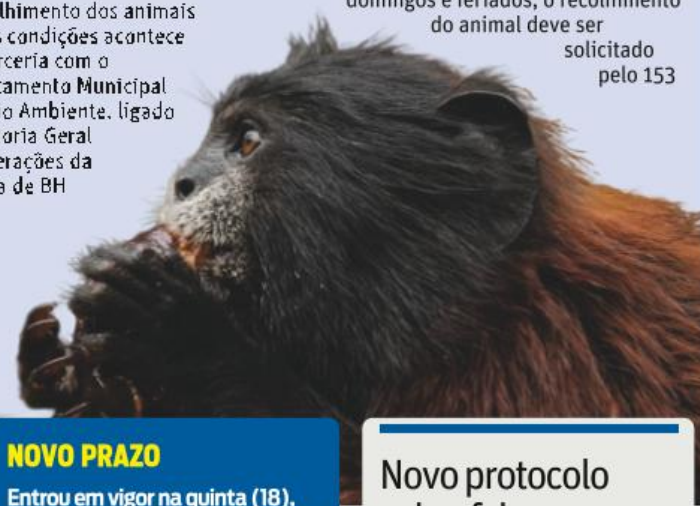 lhimento dos animais
condições acontece
rceria com o
tamento Municipal
o Ambiente, ligado
oria Geral
erações da
a de BH
domingos e feriados, o recolhimento
do animal deve ser
solicitado
pelo 153
NOVO PRAZO
Entrou em vigor na quinta (18),
Novo protocolo